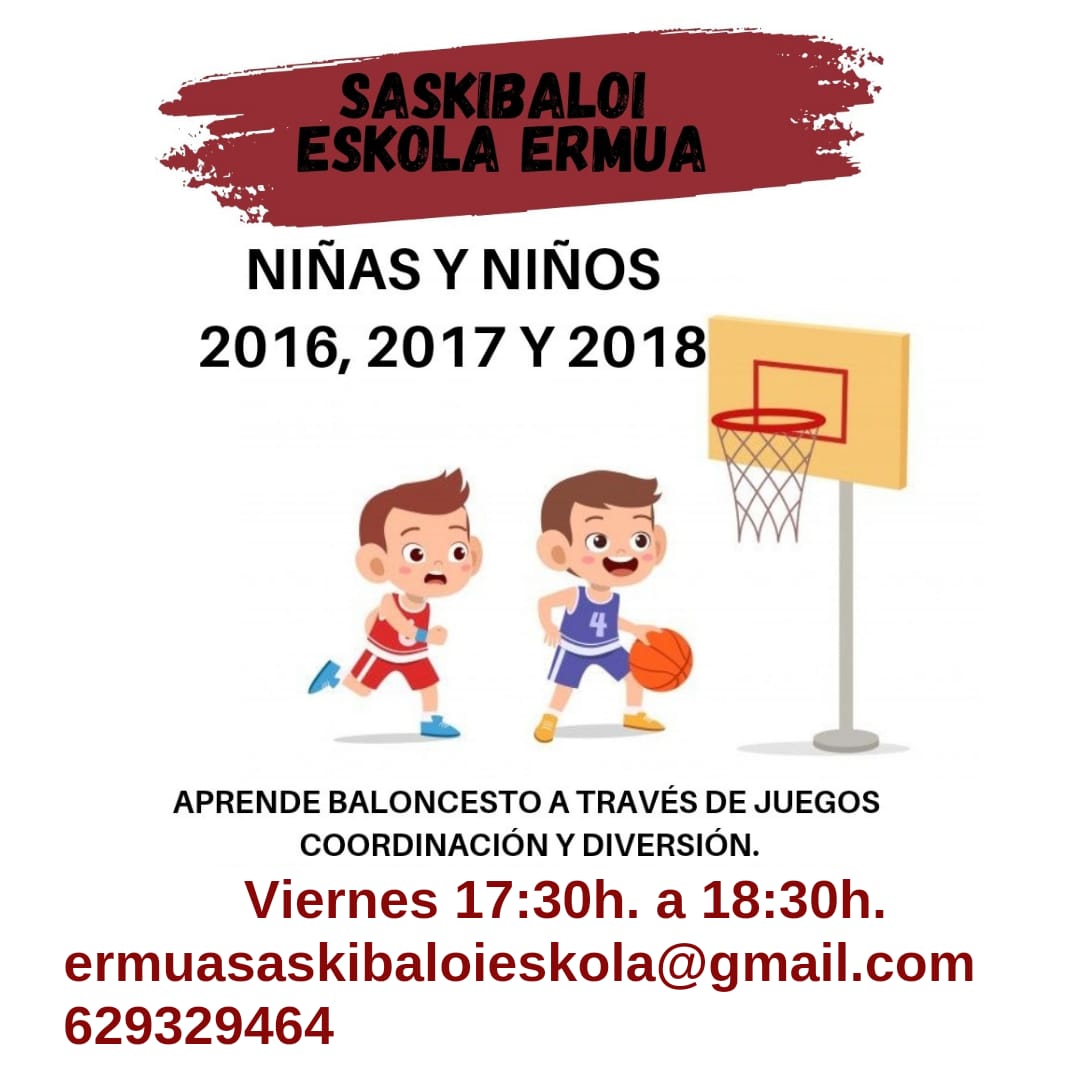 SASKIBALOI
ESKOLA ERMUA
NIÑAS Y NIÑOS
2016, 2017 Y 2018
4
APRENDE BALONCESTO A TRAVÉS DE JUEGOS
COORDINACIÓN Y DIVERSIÓN.
Viernes 17:30h. a 18:30h.
ermuasaskibaloieskola@gmail.com
629329464